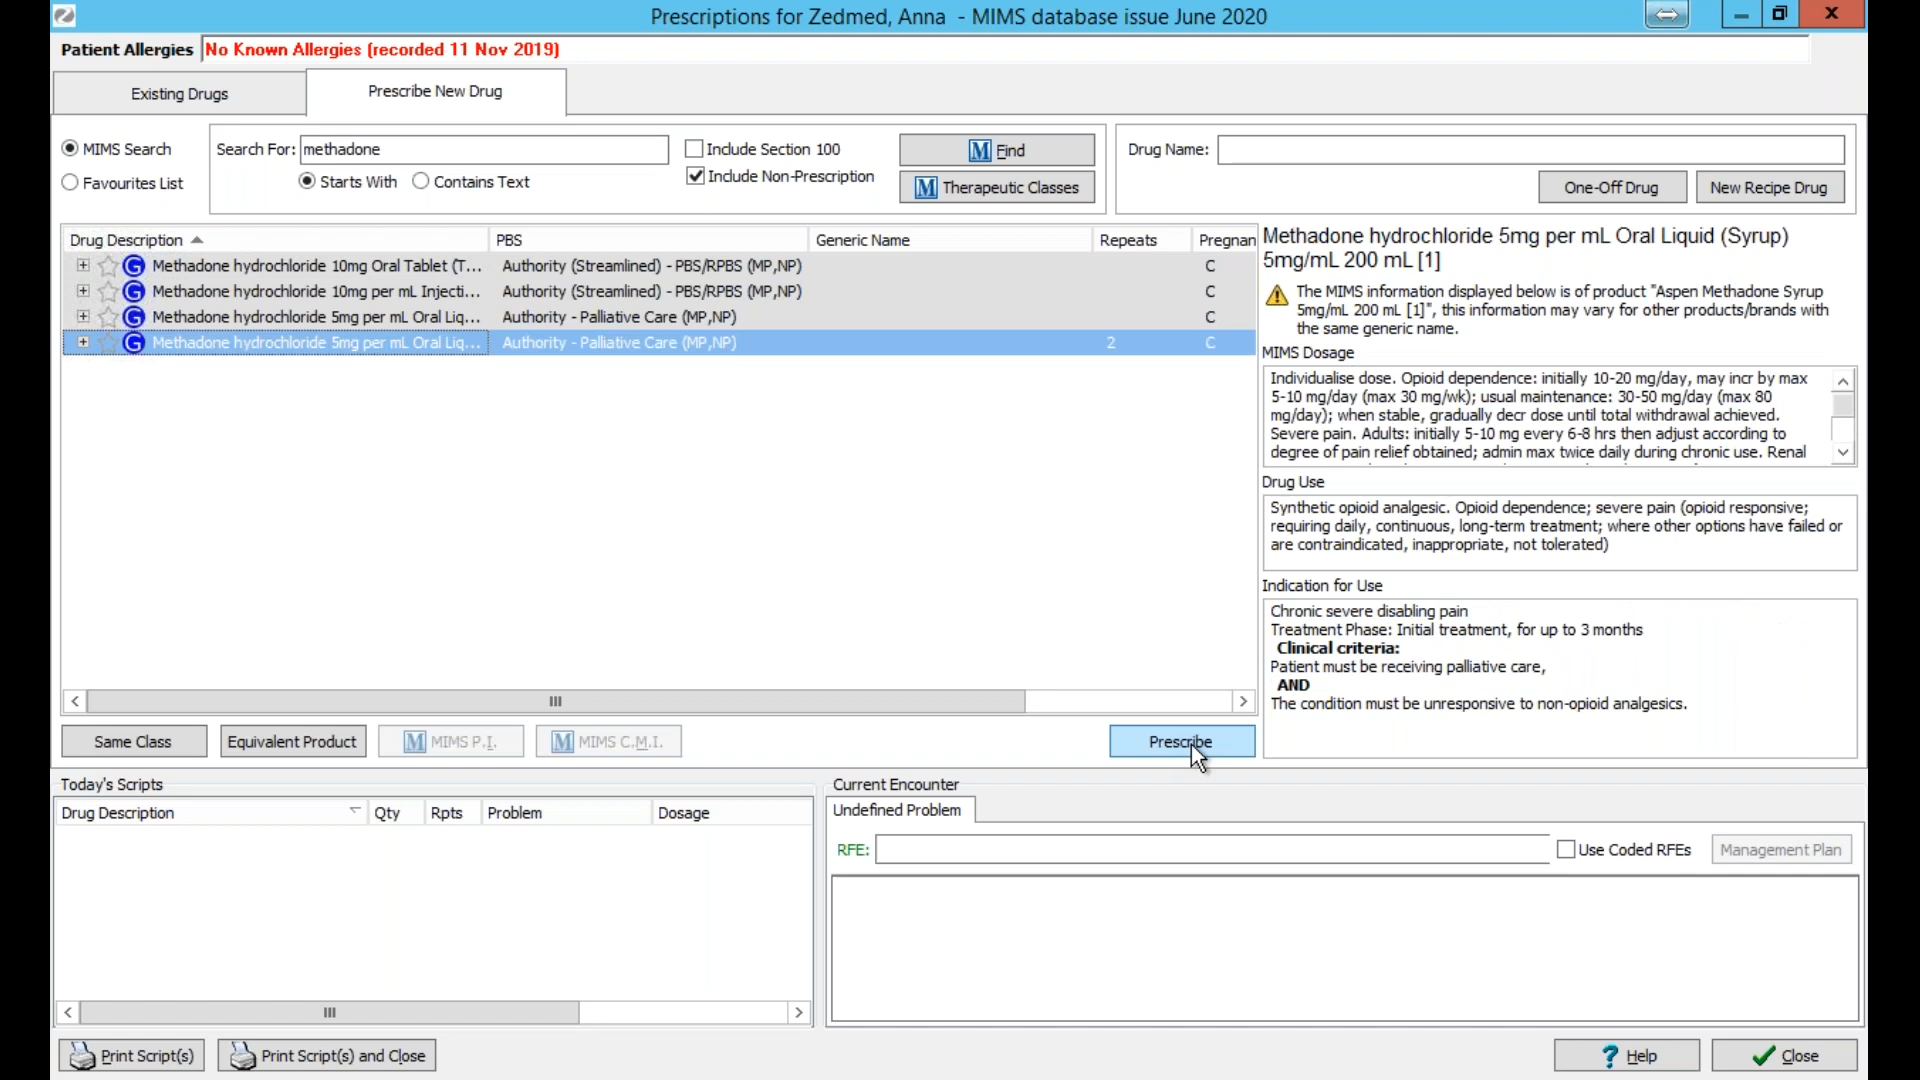 Prescriptions for Zedmed, Anna - MIMS database issue June 2020
Patient Allergies No Known Allergies (recorded 11 Nov 2019)
Existing Drugs
Prescribe New Drug
MIMS Search
Favourites List
Search For: methadone
Starts With Contains Text
Include Section 100
Include Non-Prescription
M Find
M Therapeutic Classes
Drug Name:
One-Off Drug New Recipe Drug
Drug Description PBS Generic Name Repeats Pregnan
G Methadone hydrochloride 10mg Oral Tablet (T... Authority (Streamlined) - PBS/RPBS (MP,NP) C
G Methadone hydrochloride 10mg per mL Injecti... Authority (Streamlined) - PBS/RPBS (MP,NP) C
G Methadone hydrochloride 5mg per mL Oral Liq... Authority - Palliative Care (MP,NP) C
G Methadone hydrochloride 5mg per mL Oral Liq... Authority - Palliative Care (MP,NP) 2 C
Same Class Equivalent Product M MIMS P.I. M MIMS C.M.I. Prescribe
Methadone hydrochloride 5mg per mL Oral Liquid (Syrup)
5mg/mL 200 mL [1]
The MIMS information displayed below is of product "Aspen Methadone Syrup
5mg/mL 200 mL [1]", this information may vary for other products/brands with
the same generic name.
MIMS Dosage
Individualise dose. Opioid dependence: initially 10-20 mg/day, may incr by max
5-10 mg/day (max 30 mg/wk); usual maintenance: 30-50 mg/day (max 80
mg/day); when stable, gradually decr dose until total withdrawal achieved.
Severe pain. Adults: initially 5-10 mg every 6-8 hrs then adjust according to
degree of pain relief obtained; admin max twice daily during chronic use. Renal
Drug Use
Synthetic opioid analgesic. Opioid dependence; severe pain (opioid responsive;
requiring daily, continuous, long-term treatment; where other options have failed or
are contraindicated, inappropriate, not tolerated)
Indication for Use
Chronic severe disabling pain
Treatment Phase: Initial treatment, for up to 3 months
Clinical criteria:
Patient must be receiving palliative care,
AND
The condition must be unresponsive to non-opioid analgesics.
Today's Scripts
Drug Description Qty Rpts Problem Dosage
Current Encounter
Undefined Problem
RFE: Use Coded RFEs Management Plan
Print Script(s) Print Script(s) and Close
Help Close